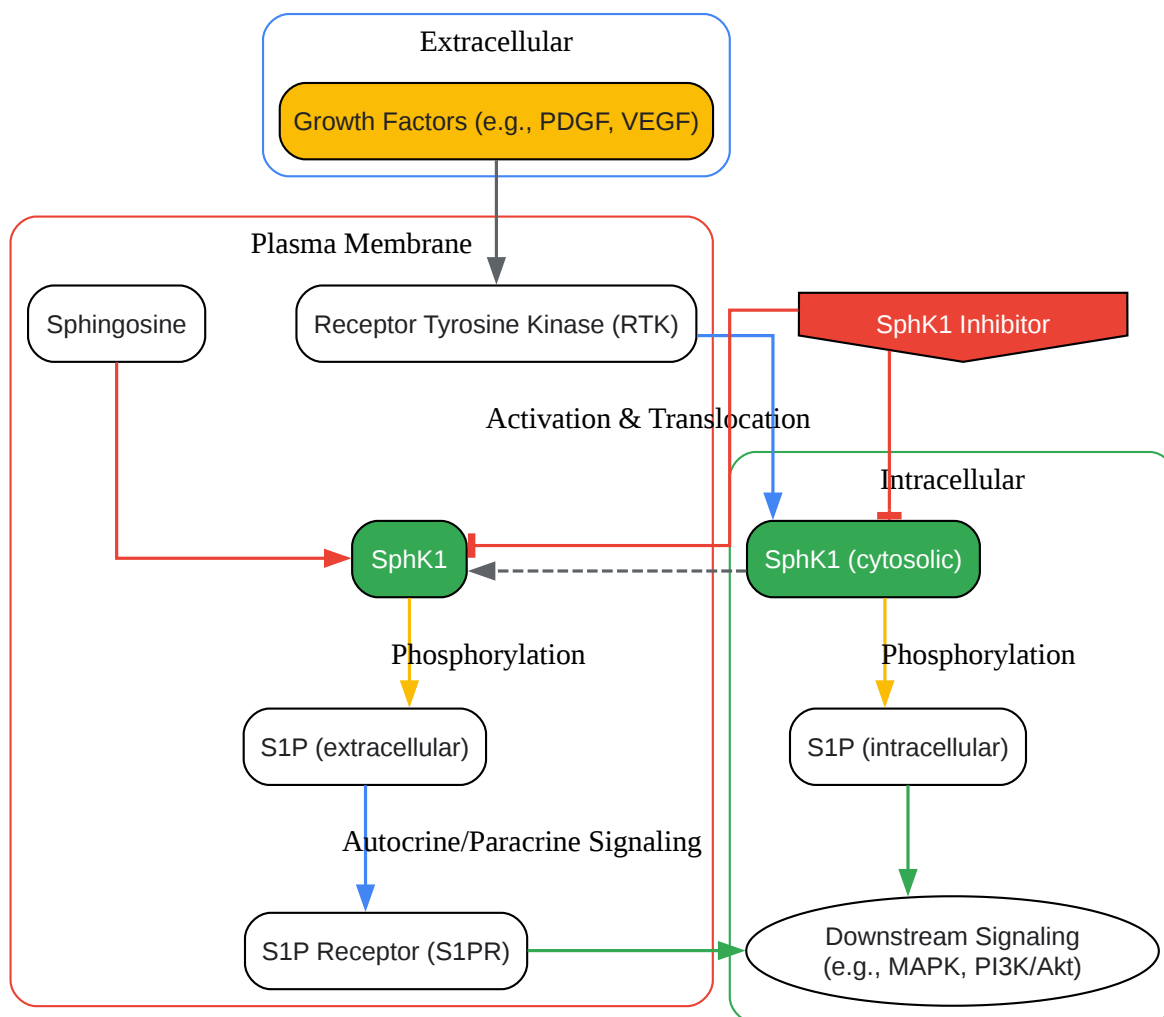 Extracellular
Growth Factors (e.g., PDGF, VEGF)
Plasma Membrane
Sphingosine
Receptor Tyrosine Kinase (RTK)
SphK1 Inhibitor
Activation & Translocation
Intracellular
SphK1
SphK1 (cytosolic)
Phosphorylation
Phosphorylation
S1P (extracellular)
S1P (intracellular)
Autocrine/Paracrine Signaling
S1P Receptor (S1PR)
Downstream Signaling
(e.g., MAPK, PI3K/Akt)